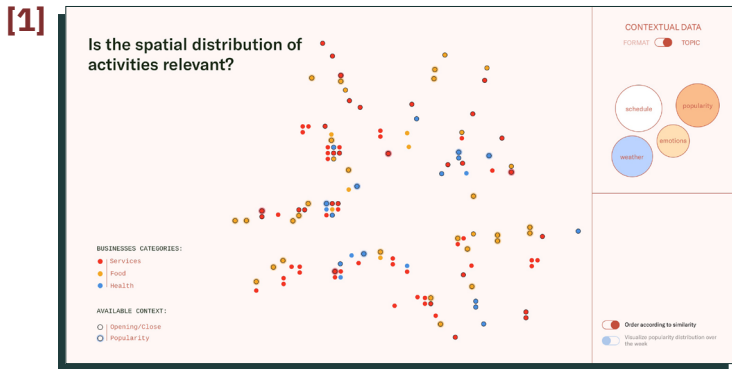 [1]
Is the spatial distribution of
activities relevant?
BUSINESSES CATEGORIES:
Services
Food
Health
AVAILABLE CONTEXT:
Opening/Close
Popularity
CONTEXTUAL DATA
FORMAT TOPIC
schedule
popularity
emotions
weather
Order according to similarity
Visualize popularity distribution over
the week